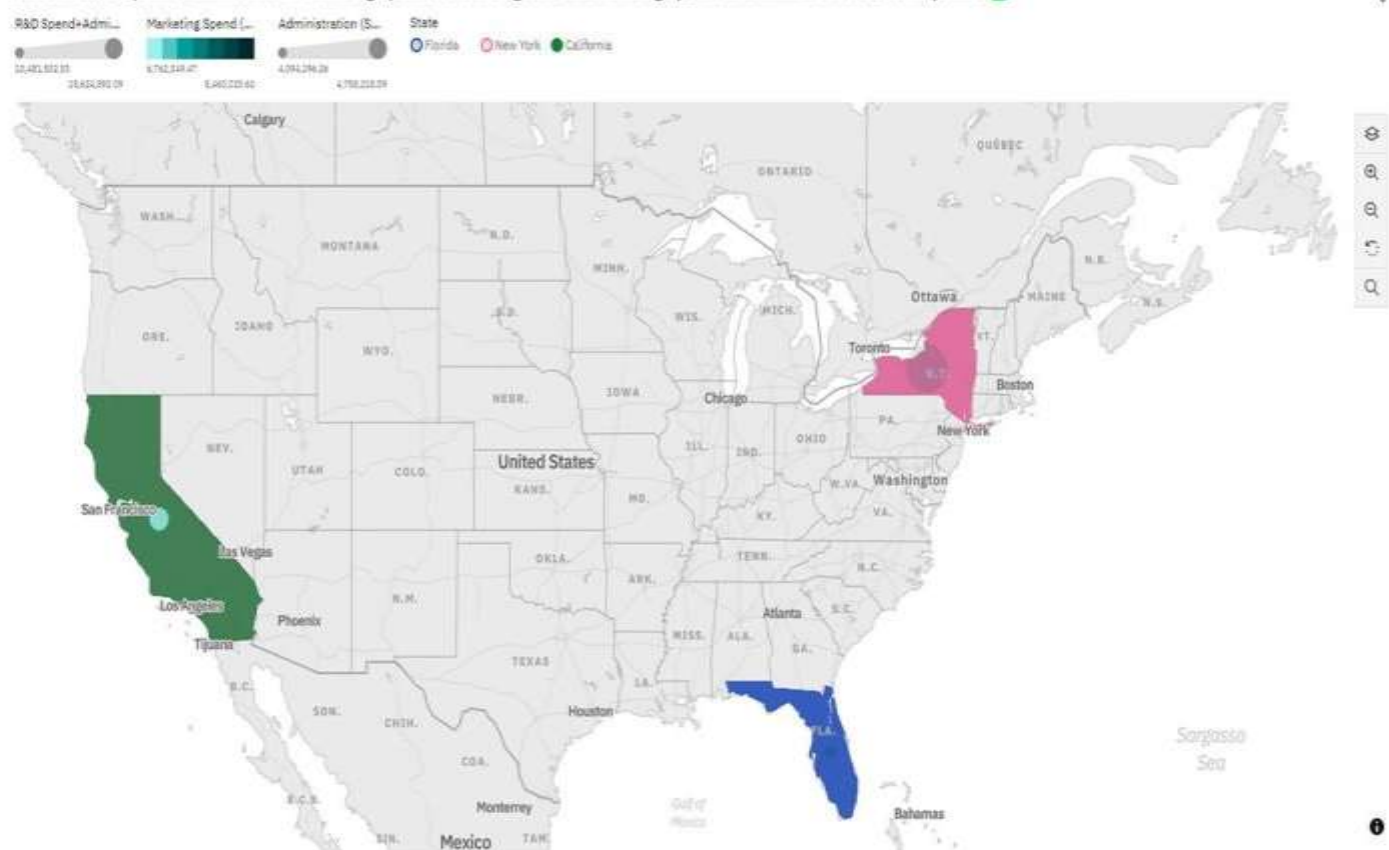 R&D Spend+Admi...
Marketing Spend (...
Administration (S...
State
Florida
New York
California
Calgary
QUÉBEC
ONTARIO
WASH.
MONTANA
N.D.
MINN.
N.B.
Ottawa
MAINE
N.S.
ORE.
IDAHO
S.D.
WIS.
MICH.
VT.
WYO.
Toronto
N.Y.
Boston
NEBR.
IOWA
Chicago
PA.
New York
NEV.
UTAH
COLO.
United States
ILL.
IND.
OHIO
KANS.
MO.
W.VA.
Washington
San Francisco
KY.
VA.
Las Vegas
OKLA.
TENN.
ARK.
N.C.
Los Angeles
N.M.
Phoenix
Atlanta
S.C.
MISS.
ALA.
GA.
Tijuana
TEXAS
B.C.
LA.
SON.
CHIH.
Houston
FLA.
Sargasso
Sea
COA.
B.C.S.
Monterrey
Gulf of
Mexico
Bahamas
SIN.
Mexico
TAM.